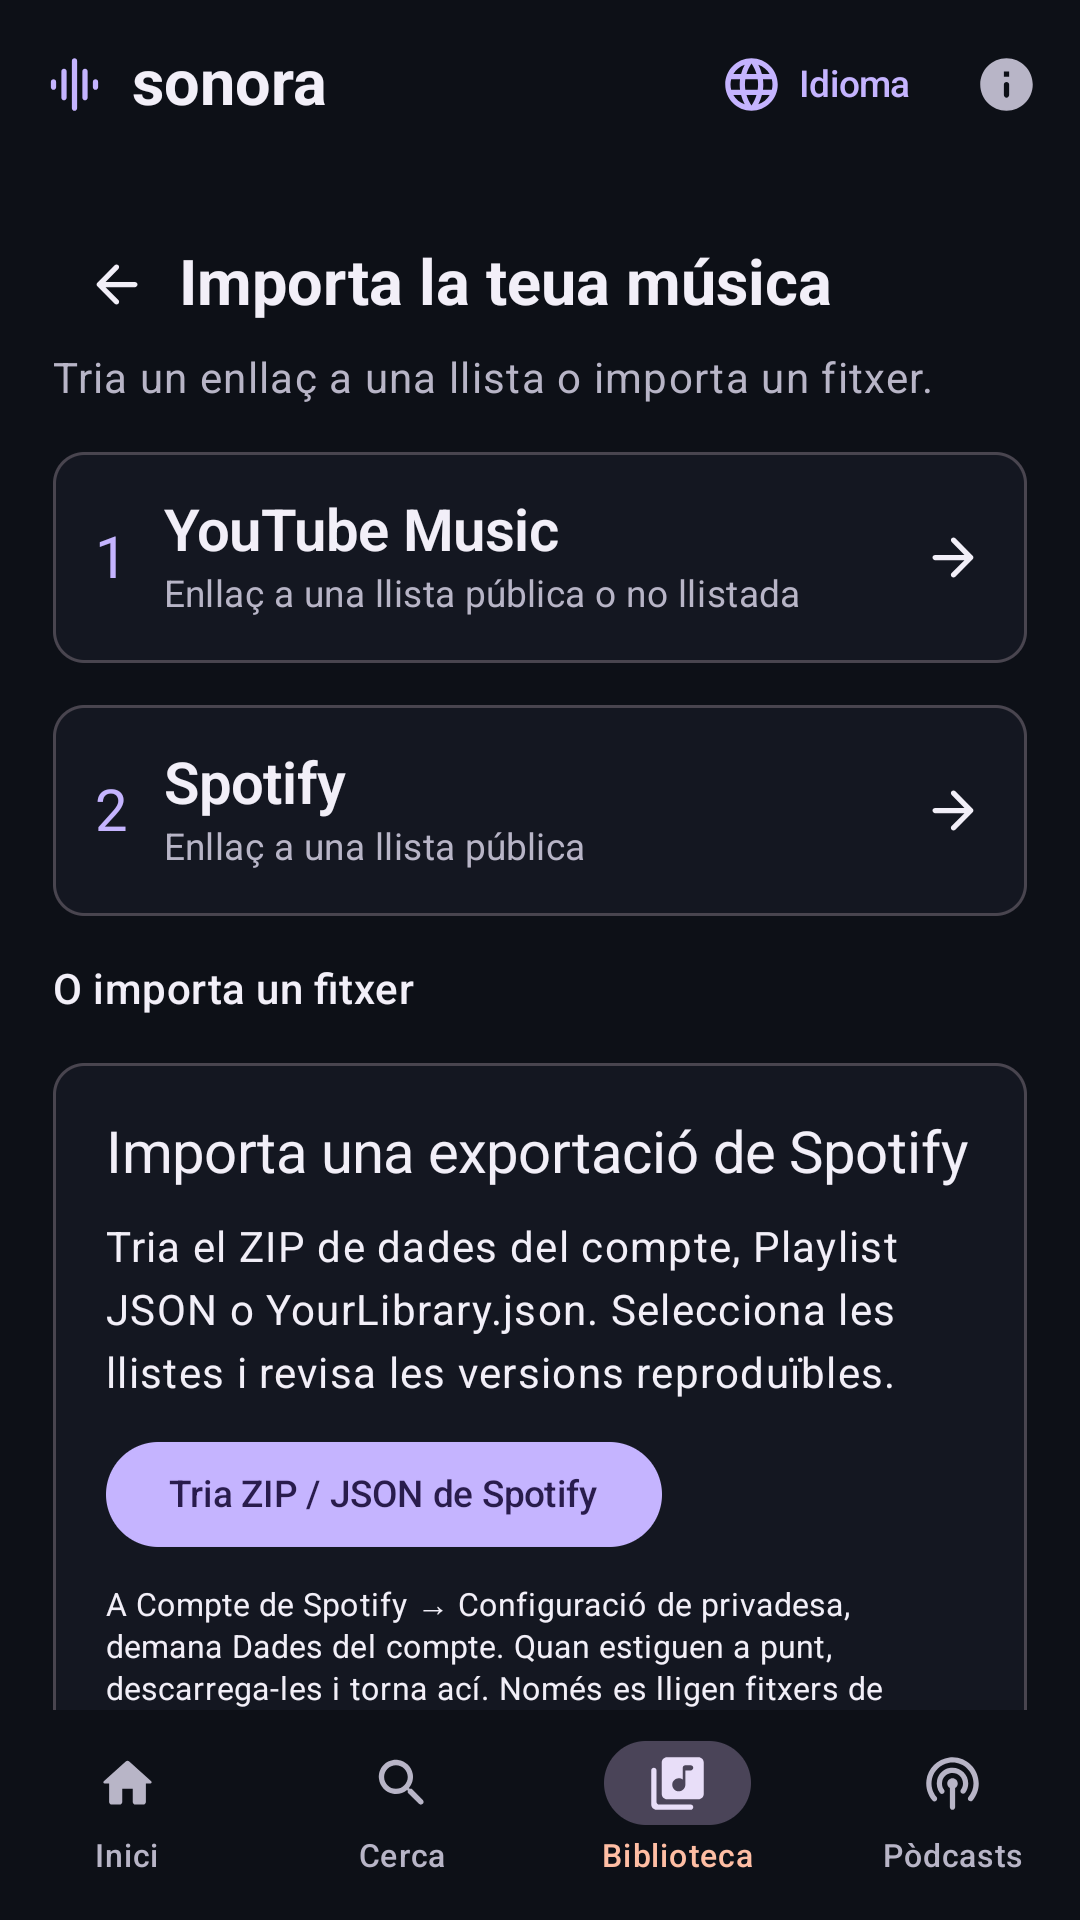 sonora
Idioma
Importa la teua música
Tria un enllaç a una llista o importa un fitxer.
1
YouTube Music
Enllaç a una llista pública o no llistada
2
Spotify
Enllaç a una llista pública
O importa un fitxer
Importa una exportació de Spotify
Tria el ZIP de dades del compte, Playlist
JSON o YourLibrary.json. Selecciona les
llistes i revisa les versions reproduïbles.
Tria ZIP / JSON de Spotify
A Compte de Spotify → Configuració de privadesa,
demana Dades del compte. Quan estiguen a punt,
descarrega-les i torna ací. Només es lligen fitxers de
Inici
Cerca
Biblioteca
Pòdcasts